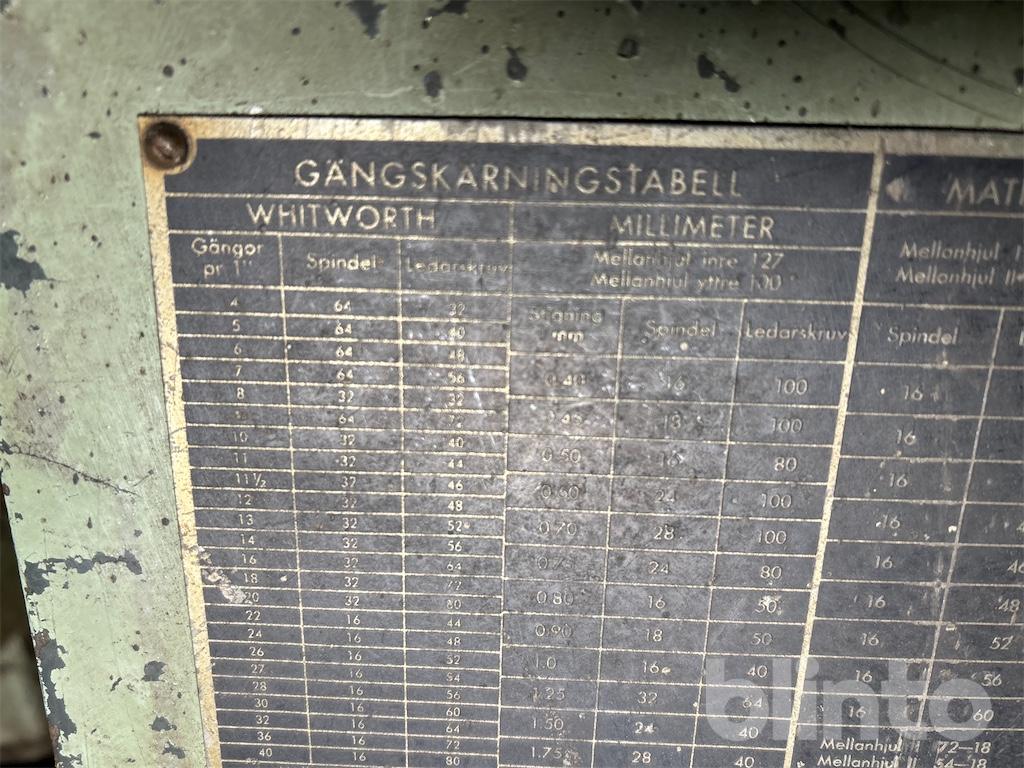 GÄNGSKÄRNINGSTABELL
WHITWORTH
Gängor pr 1" Spindel Ledarskruv
4 64 32
5 64 40
6 64 48
7 64 56
8 32 32
64 72
10 32 40
11 32 44
11 1/2 32 46
12 32 48
13 32 52
14 32 56
16 32 64
18 32 72
20 32 80
22 16 44
24 16 48
26 16 52
27 16 54
28 16 56
30 16 60
32 16 64
36 16 72
40 16 80
MILLIMETER
Mellanhjul inre 127
Mellanhjul yttre 100
Stigning mm Spindel Ledarskruv
0.40 16 100
0.45 18 100
0.50 16 80
0.60 24 100
0.70 28 100
0.75 24 80
0.80 16 50
0.90 18 50
1.0 16 40
1.25 32 64
1.50 24 40
1.75 28 40
Mellanhjul
Mellanhjul II
Spindel
16
16
16
16
16 46
16 48
16 52
16 56
16 60
Mellanhjul I 72—18
Mellanhjul II 54—18
blinto